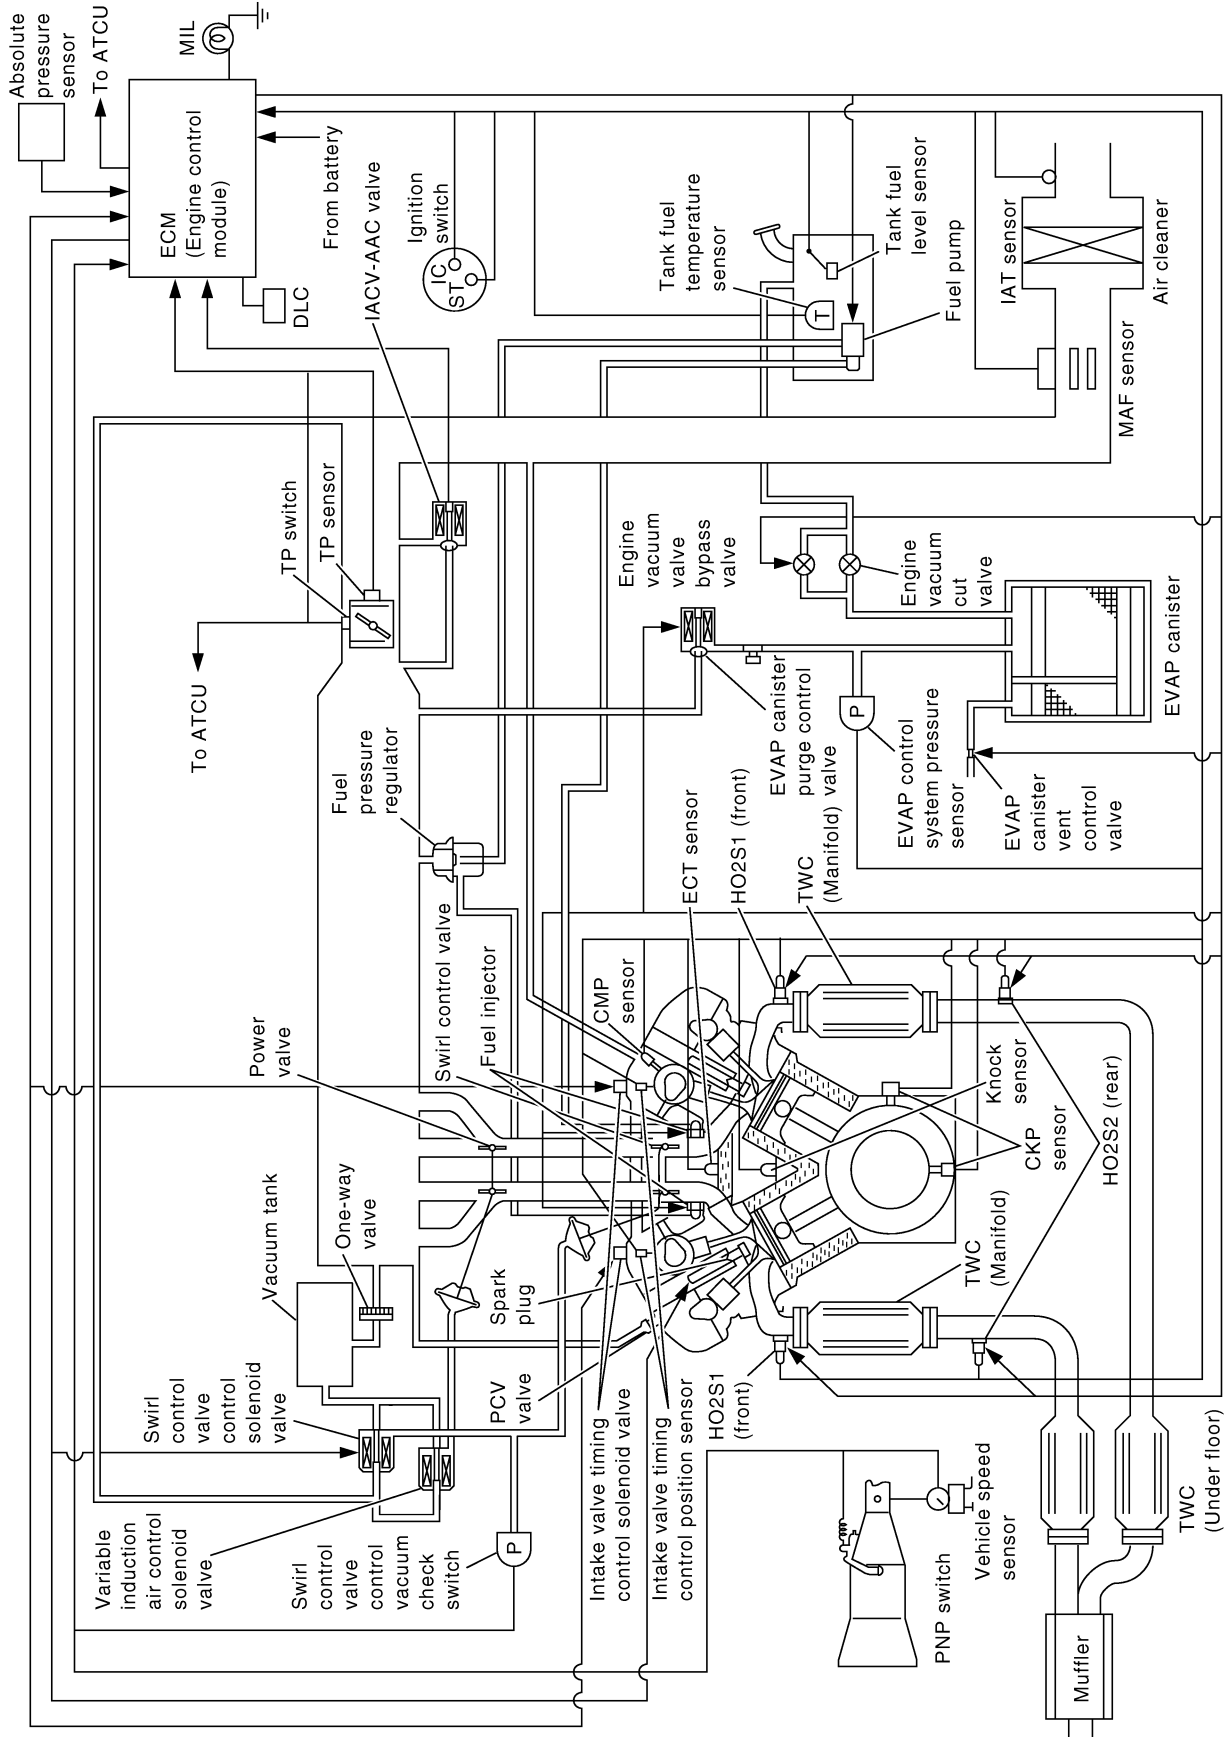 Absolute
pressure
sensor
To ATCU
MIL
ECM
(Engine control
module)
From battery
DLC
IACV-AAC valve
Ignition
switch
IC
ST
Tank fuel
temperature
sensor
T
Tank fuel
level sensor
Fuel pump
IAT sensor
Air cleaner
MAF sensor
TP switch
TP sensor
To ATCU
Engine
vacuum
valve
bypass
valve
Engine
vacuum
cut
valve
EVAP canister
EVAP canister
purge control
valve
P
EVAP control
system pressure
sensor
EVAP
canister
vent
control
valve
Fuel
pressure
regulator
ECT sensor
HO2S1 (front)
TWC
(Manifold)
Swirl control valve
Fuel injector
CMP
sensor
Power
valve
Knock
sensor
CKP
sensor
HO2S2 (rear)
Vacuum tank
One-way
valve
Spark
plug
TWC
(Manifold)
Swirl
control
valve
control
solenoid
valve
PCV
valve
Intake valve timing
control solenoid valve
Intake valve timing
control position sensor
HO2S1
(front)
Variable
induction
air control
solenoid
valve
Swirl
control
valve
control
vacuum
check
switch
P
Vehicle speed
sensor
PNP switch
TWC
(Under floor)
Muffler